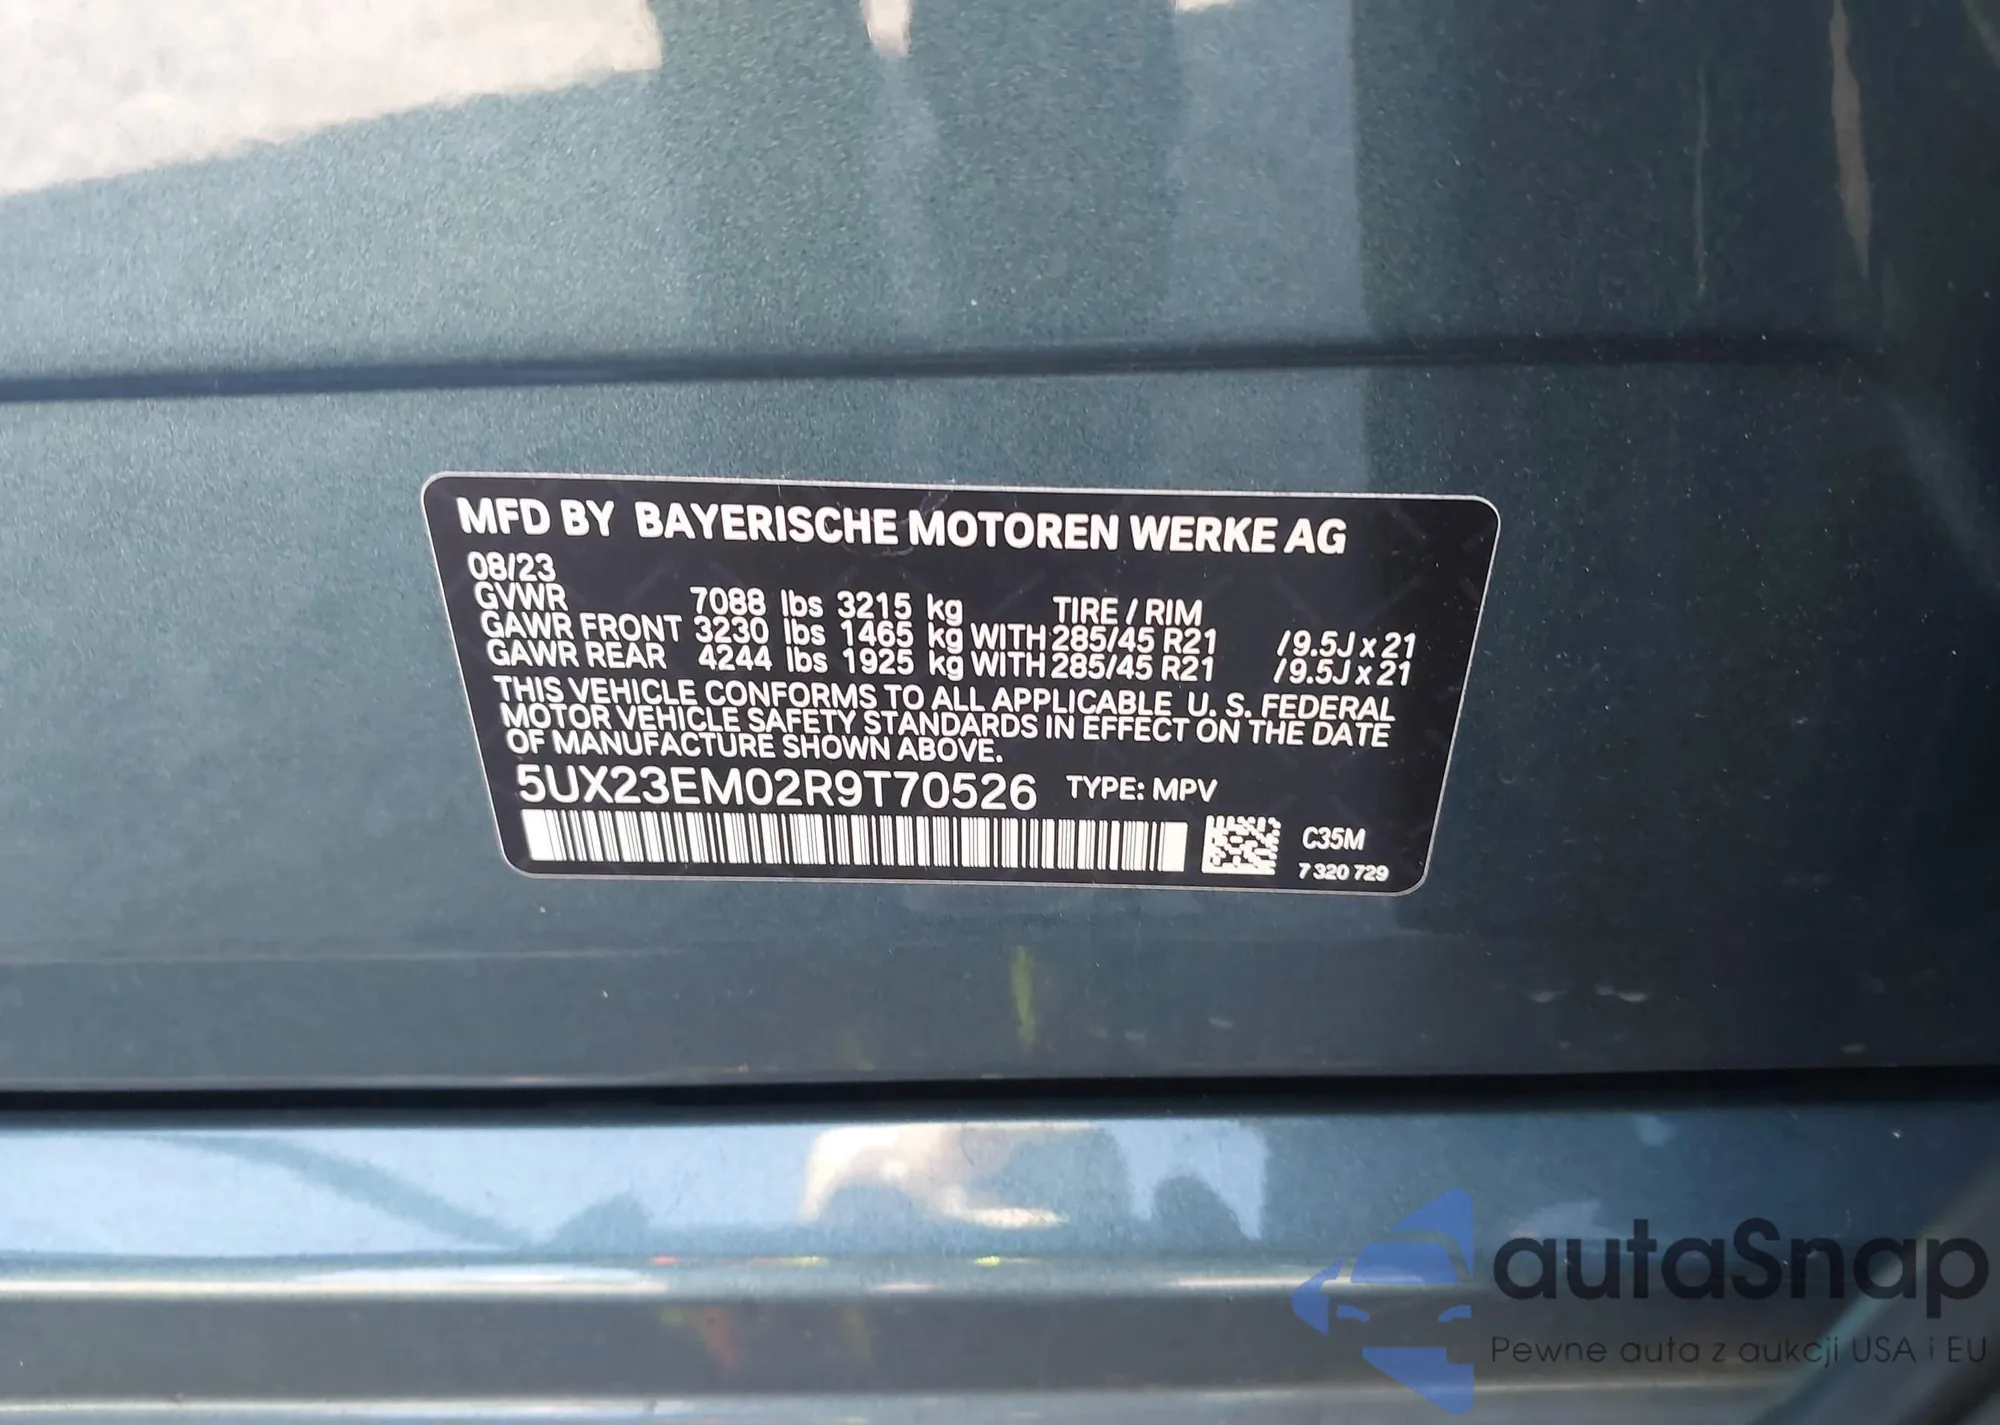 MFD BY BAYERISCHE MOTOREN WERKE AG
08/23
GVWR 7088 lbs 3215 kg TIRE / RIM
GAWR FRONT 3230 lbs 1465 kg WITH 285/45 R21 /9.5J x 21
GAWR REAR 4244 lbs 1925 kg WITH 285/45 R21 /9.5J x 21
THIS VEHICLE CONFORMS TO ALL APPLICABLE U. S. FEDERAL
MOTOR VEHICLE SAFETY STANDARDS IN EFFECT ON THE DATE
OF MANUFACTURE SHOWN ABOVE.
5UX23EM02R9T70526 TYPE: MPV
C35M
7 320 729
autaSnap
Pewne auta z aukcji USA i EU